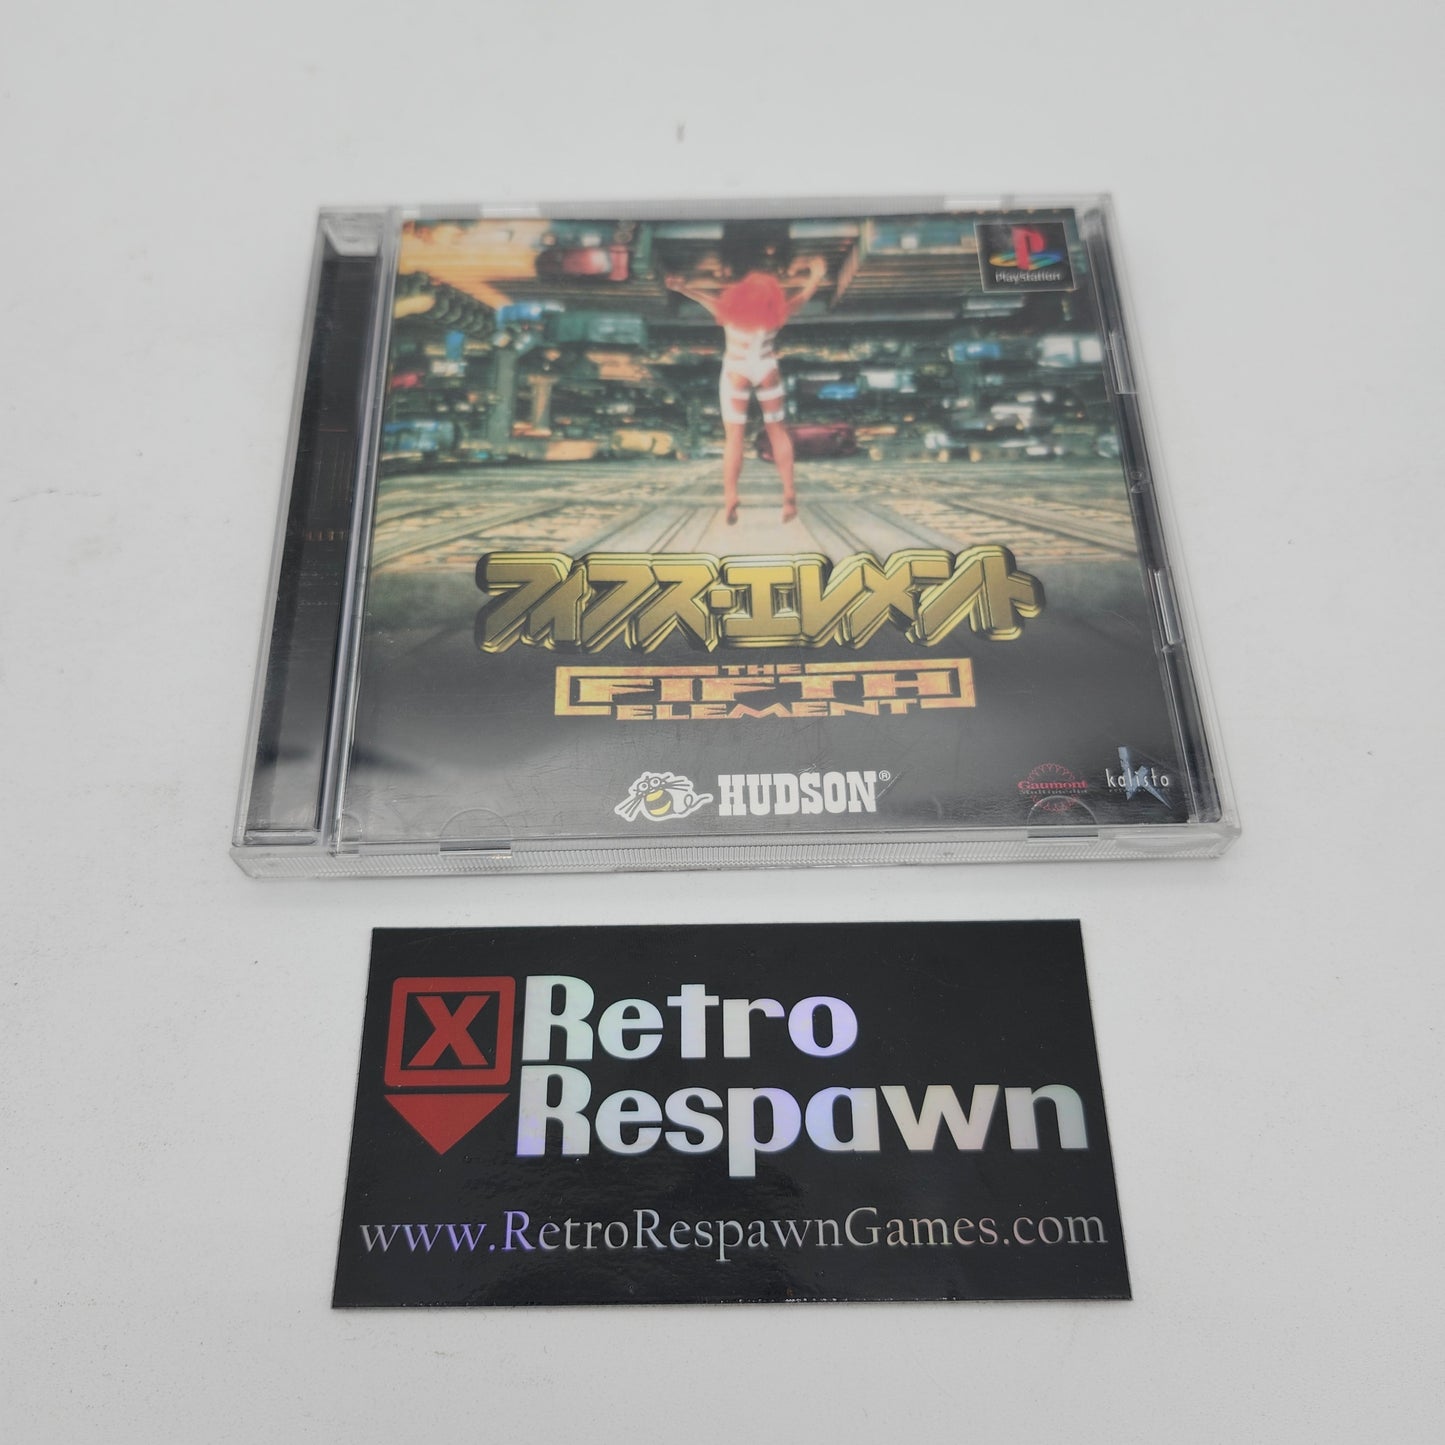 PlayStation
フィフス・エレメント
THE
FIFTH
ELEMENT
HUDSON®
Gaumont
Multimedia
kalisto
X Retro
Respawn
www.RetroRespawnGames.com